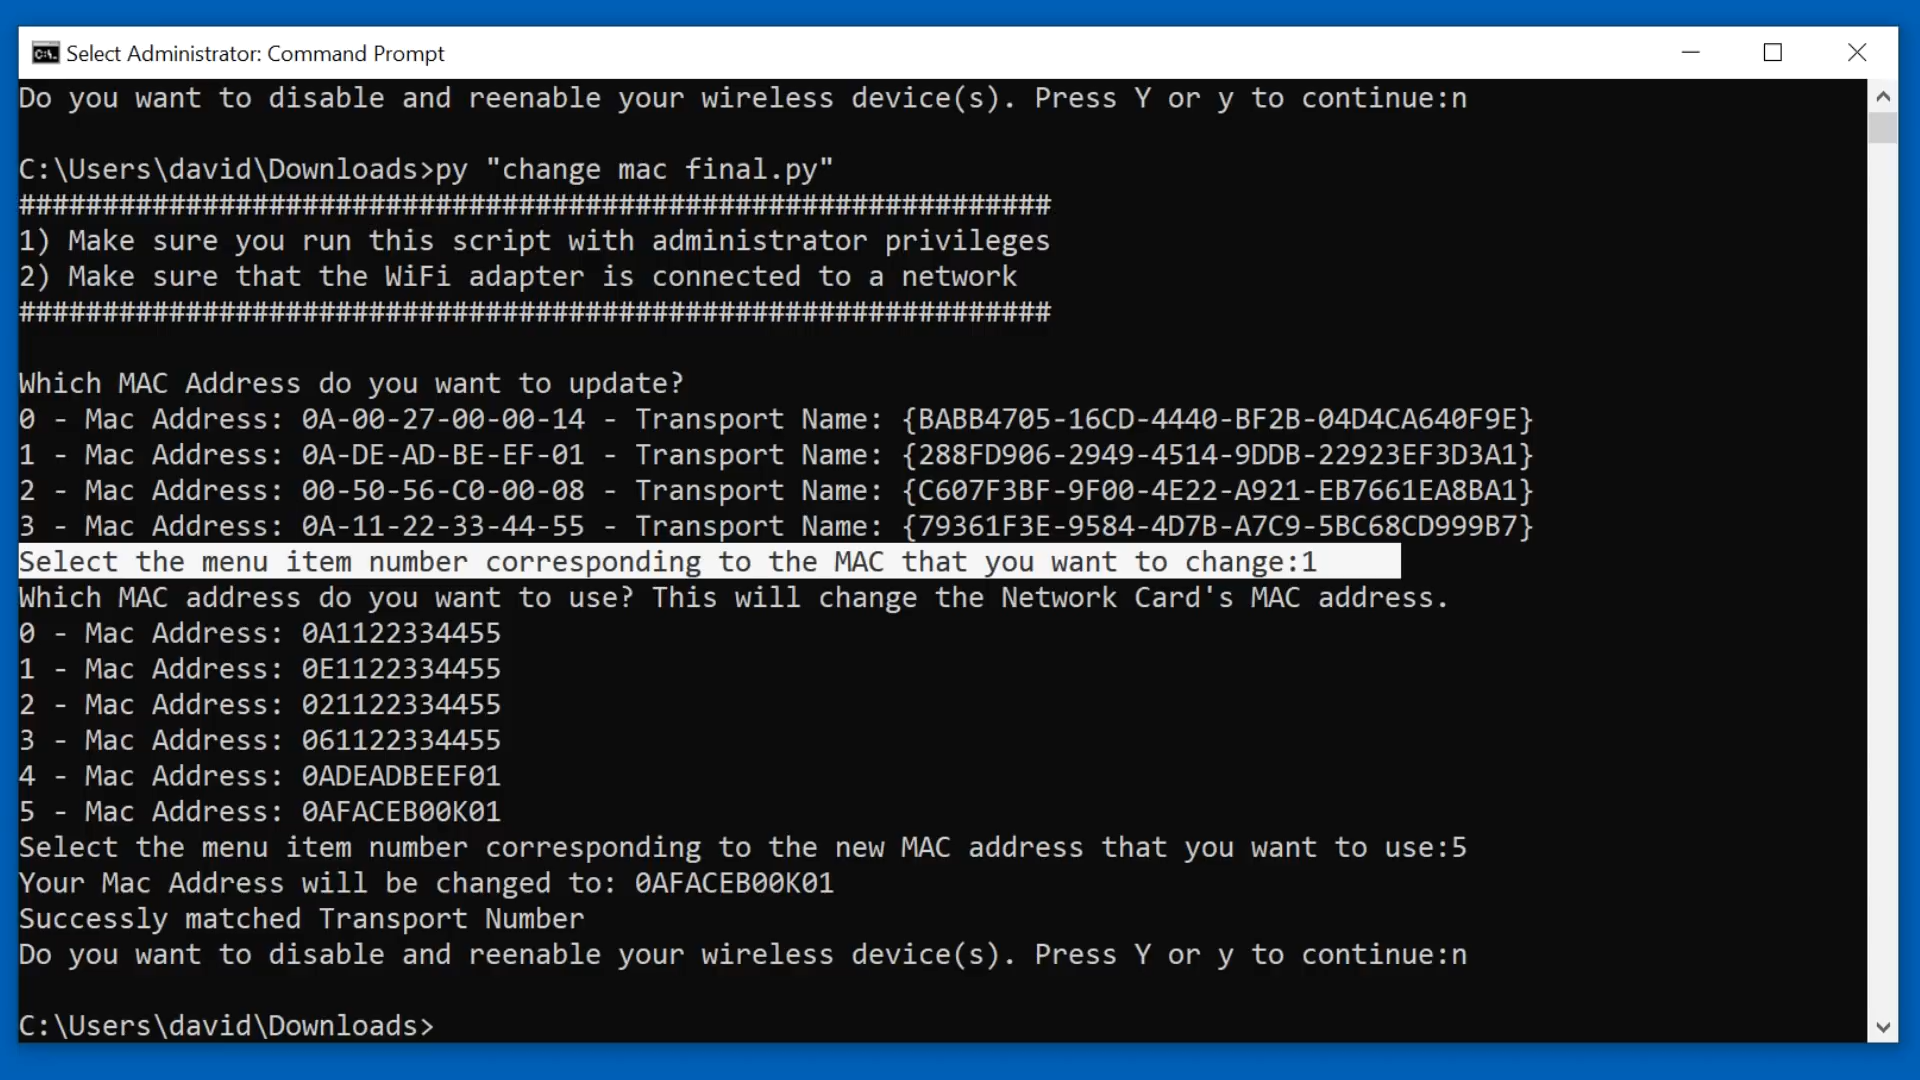 Select Administrator: Command Prompt
Do you want to disable and reenable your wireless device(s). Press Y or y to continue:n
C:\Users\david\Downloads>py "change mac final.py"
##############################################################
1) Make sure you run this script with administrator privileges
2) Make sure that the WiFi adapter is connected to a network
##############################################################
Which MAC Address do you want to update?
0 - Mac Address: 0A-00-27-00-00-14 - Transport Name: {BABB4705-16CD-4440-BF2B-04D4CA640F9E}
1 - Mac Address: 0A-DE-AD-BE-EF-01 - Transport Name: {288FD906-2949-4514-9DDB-22923EF3D3A1}
2 - Mac Address: 00-50-56-C0-00-08 - Transport Name: {C607F3BF-9F00-4E22-A921-EB7661EA8BA1}
3 - Mac Address: 0A-11-22-33-44-55 - Transport Name: {79361F3E-9584-4D7B-A7C9-5BC68CD999B7}
Select the menu item number corresponding to the MAC that you want to change:1
Which MAC address do you want to use? This will change the Network Card's MAC address.
0 - Mac Address: 0A1122334455
1 - Mac Address: 0E1122334455
2 - Mac Address: 021122334455
3 - Mac Address: 061122334455
4 - Mac Address: 0ADEADBEEF01
5 - Mac Address: 0AFACEB00K01
Select the menu item number corresponding to the new MAC address that you want to use:5
Your Mac Address will be changed to: 0AFACEB00K01
Successly matched Transport Number
Do you want to disable and reenable your wireless device(s). Press Y or y to continue:n
C:\Users\david\Downloads>